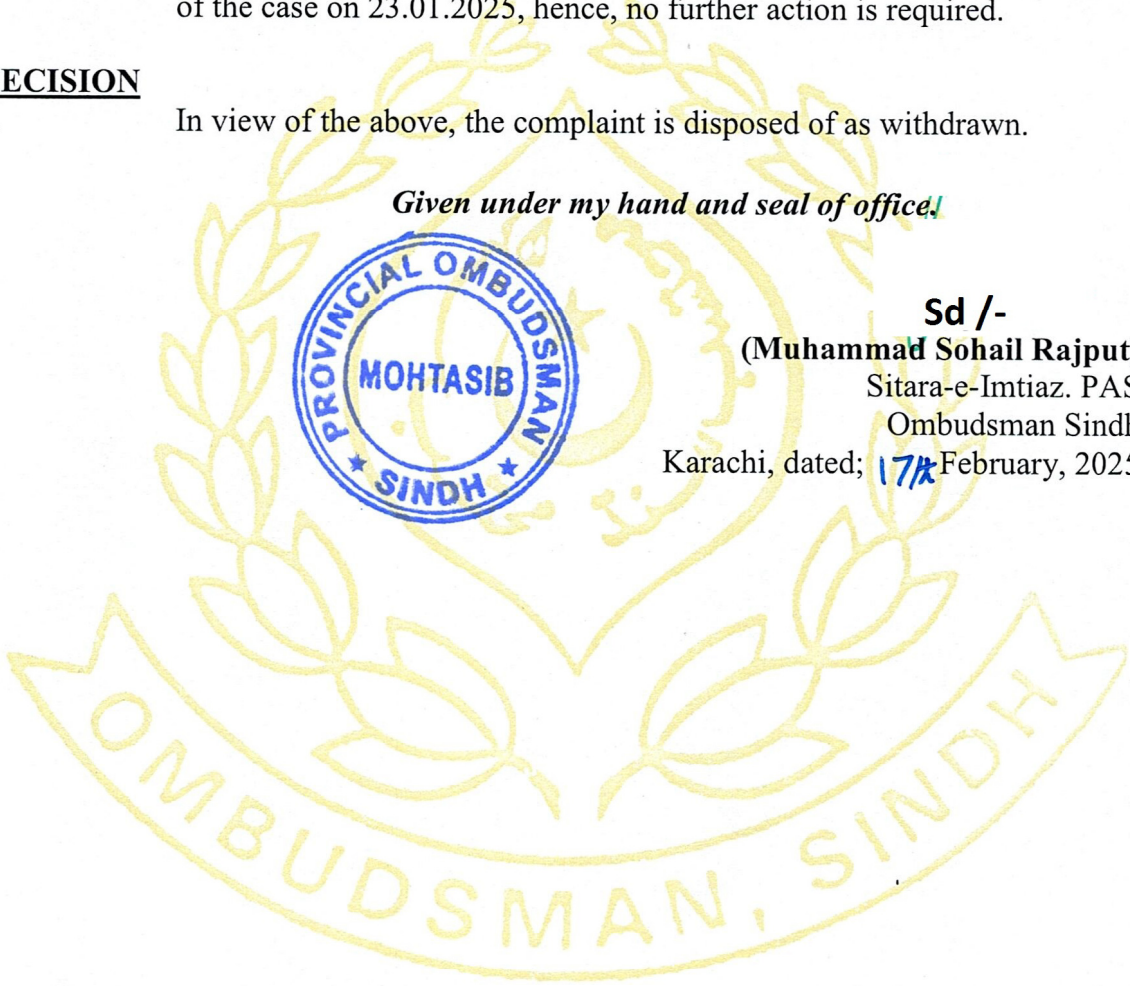 of the case on 23.01.2025, hence, no further action is required.
ECISION
In view of the above, the complaint is disposed of as withdrawn.
Given under my hand and seal of office.
PROVINCIAL OMBUDSMAN
MOHTASIB
★ SINDH ★
Sd /-
(Muhammad Sohail Rajput
Sitara-e-Imtiaz. PAS
Ombudsman Sindh
Karachi, dated; 17th February, 2025
OMBUDSMAN, SINDH